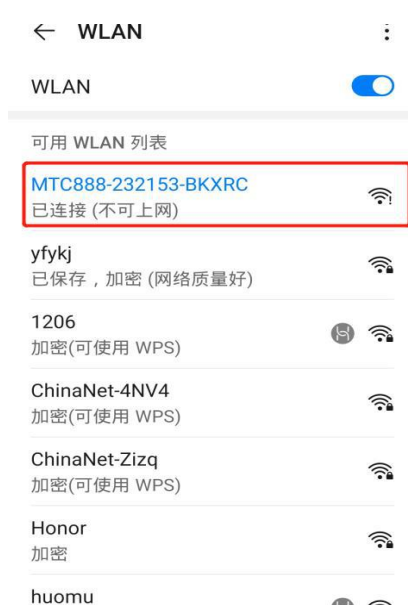 WLAN
WLAN
可用 WLAN 列表
MTC888-232153-BKXRC
已连接 (不可上网)
yfykj
已保存，加密 (网络质量好)
1206
加密(可使用 WPS)
ChinaNet-4NV4
加密(可使用 WPS)
ChinaNet-Zizq
加密(可使用 WPS)
Honor
加密
huomu